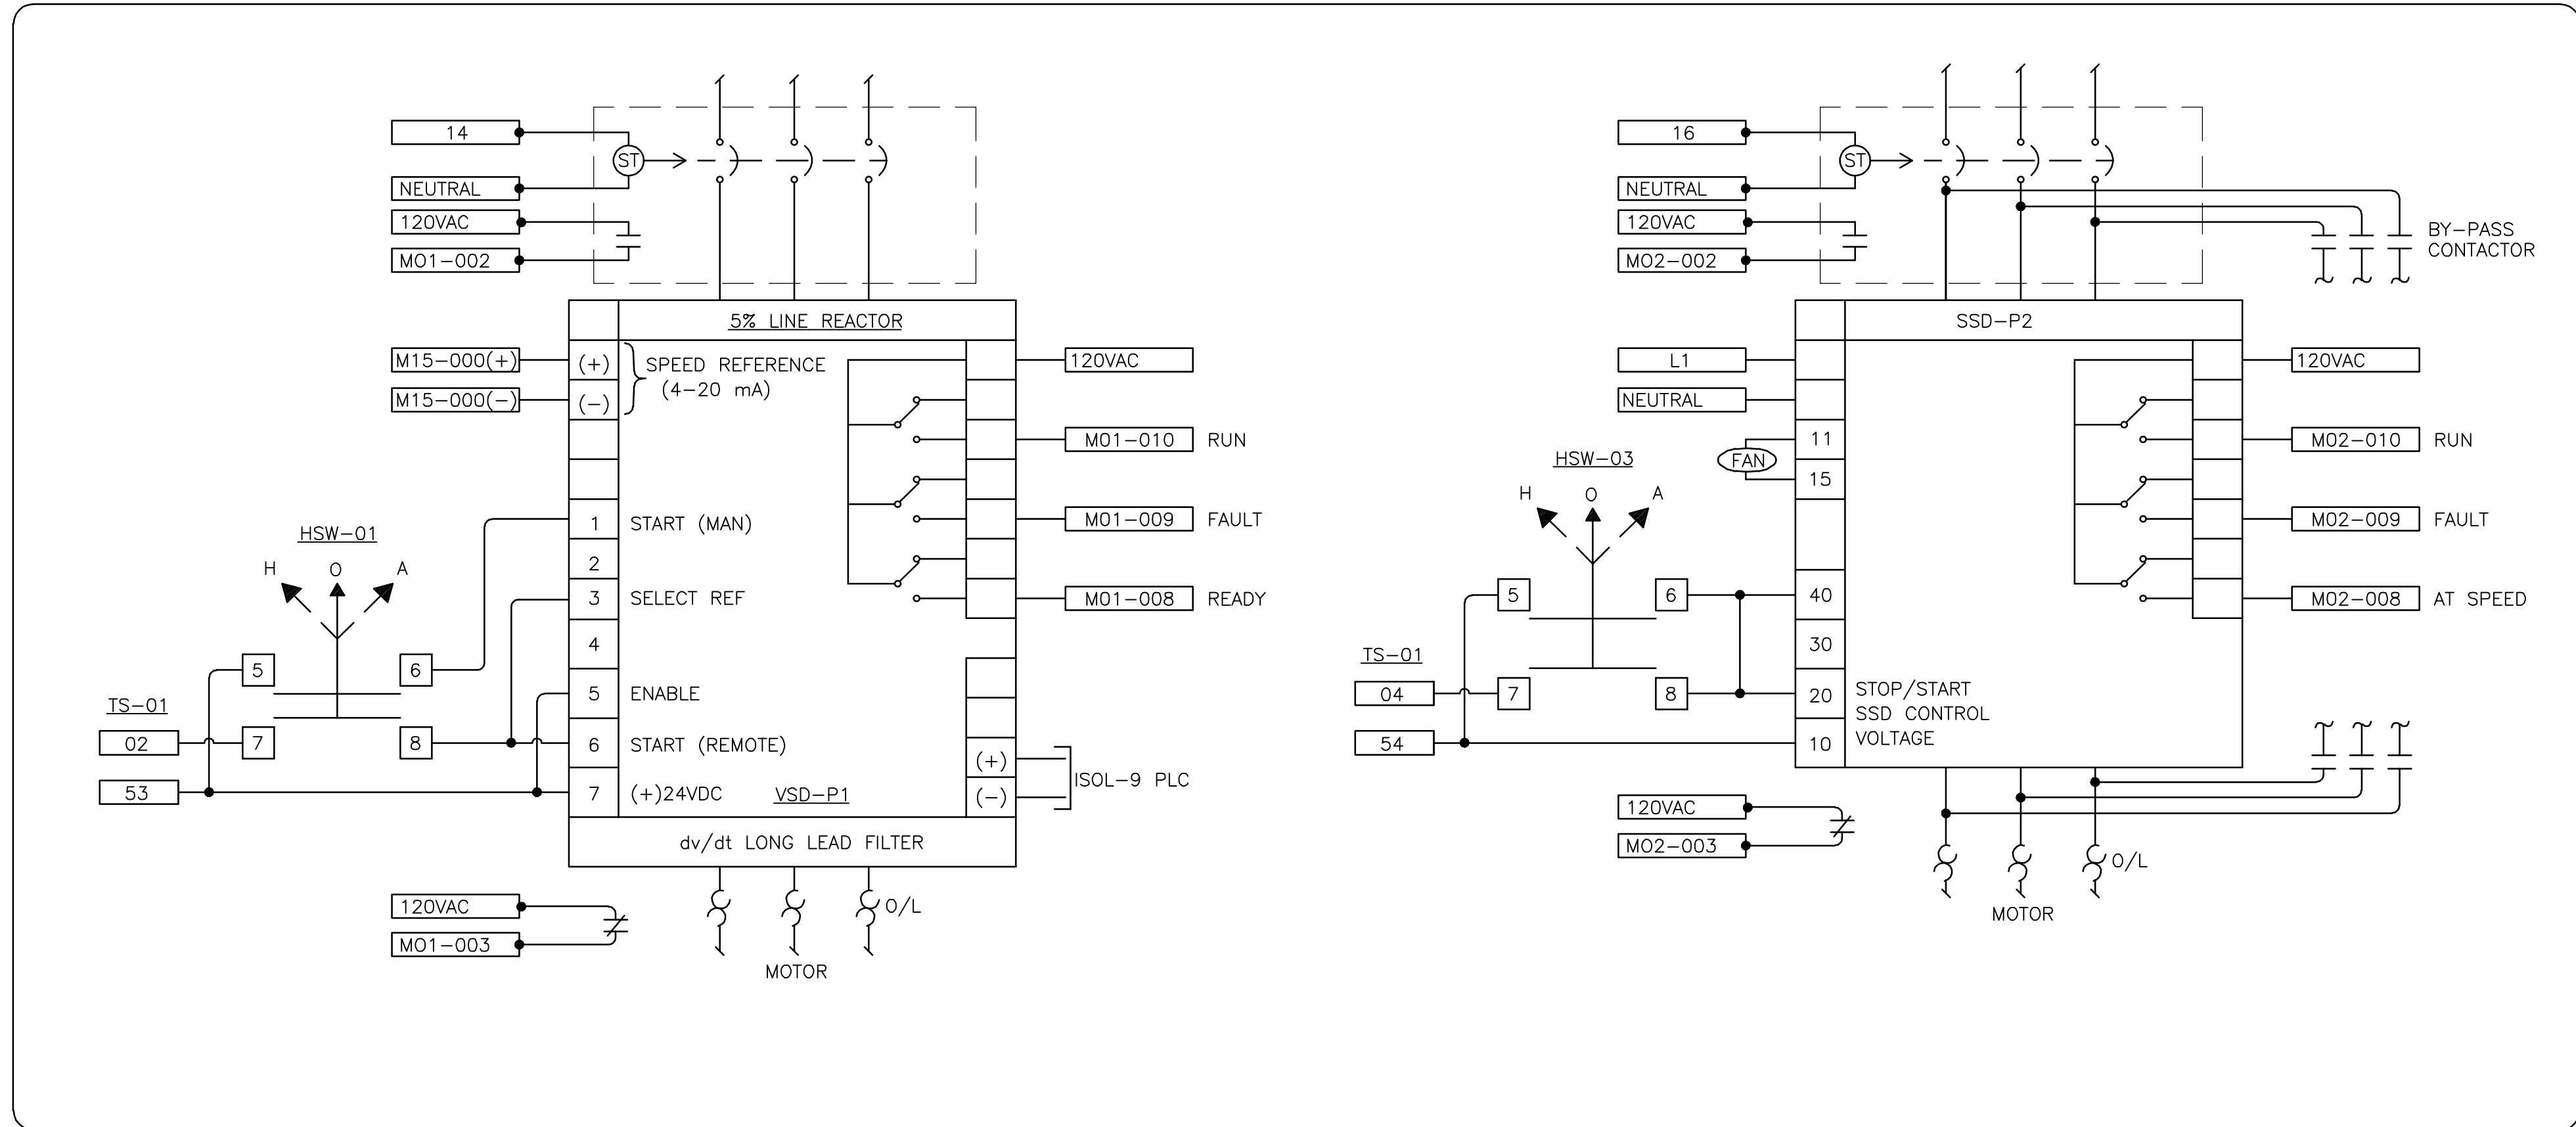 14
ST
NEUTRAL
120VAC
M01-002
5% LINE REACTOR
M15-000(+)
(+)
SPEED REFERENCE
(4-20 mA)
M15-000(-)
(-)
120VAC
M01-010
RUN
M01-009
FAULT
M01-008
READY
HSW-01
H
O
A
1
START (MAN)
2
3
SELECT REF
4
5
6
5
ENABLE
TS-01
02
7
8
6
START (REMOTE)
53
7
(+)24VDC
VSD-P1
(+)
(-)
ISOL-9 PLC
dv/dt LONG LEAD FILTER
120VAC
M01-003
O/L
MOTOR
16
ST
NEUTRAL
120VAC
M02-002
BY-PASS
CONTACTOR
SSD-P2
L1
NEUTRAL
11
FAN
15
120VAC
M02-010
RUN
M02-009
FAULT
M02-008
AT SPEED
HSW-03
H
O
A
5
6
40
30
TS-01
04
7
8
20
STOP/START
SSD CONTROL
VOLTAGE
54
10
120VAC
M02-003
O/L
MOTOR